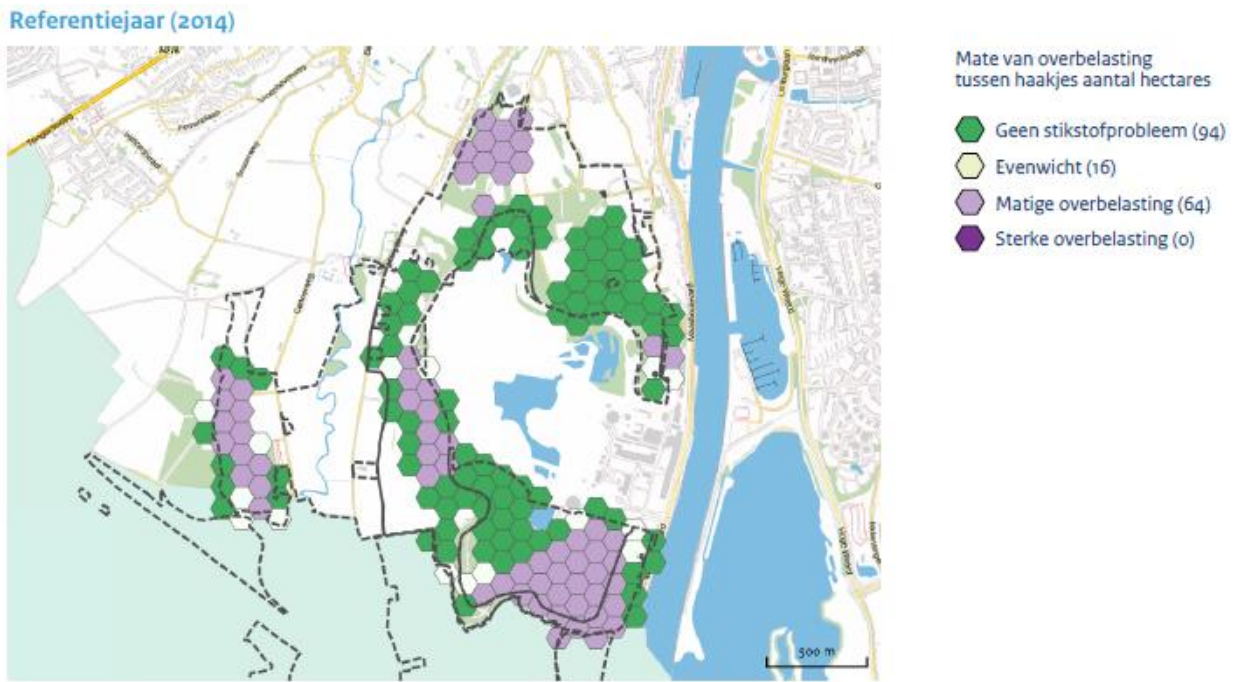 Referentiejaar (2014)
Mate van overbelasting
tussen haakjes aantal hectares
Geen stikstofprobleem (94)
Evenwicht (16)
Matige overbelasting (64)
Sterke overbelasting (0)
500 m